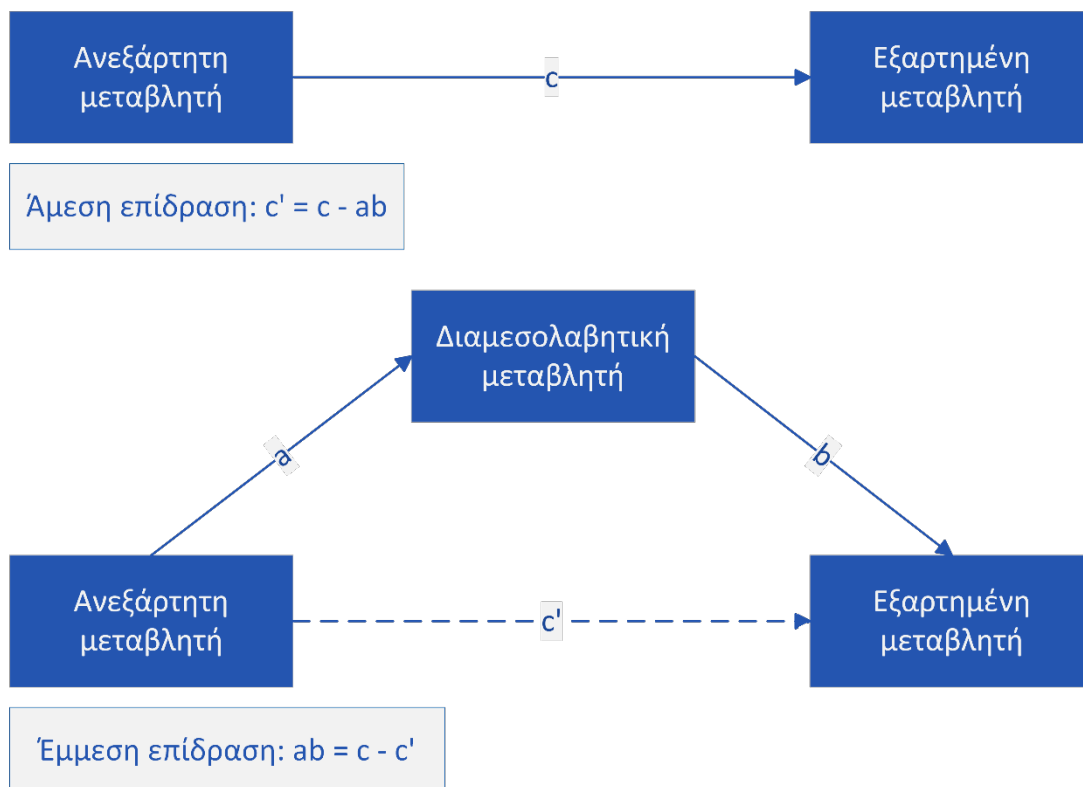 Ανεξάρτητη
μεταβλητή
c
Εξαρτημένη
μεταβλητή
Άμεση επίδραση: c' = c - ab
Διαμεσολαβητική
μεταβλητή
a
b
Ανεξάρτητη
μεταβλητή
c'
Εξαρτημένη
μεταβλητή
Έμμεση επίδραση: ab = c - c'